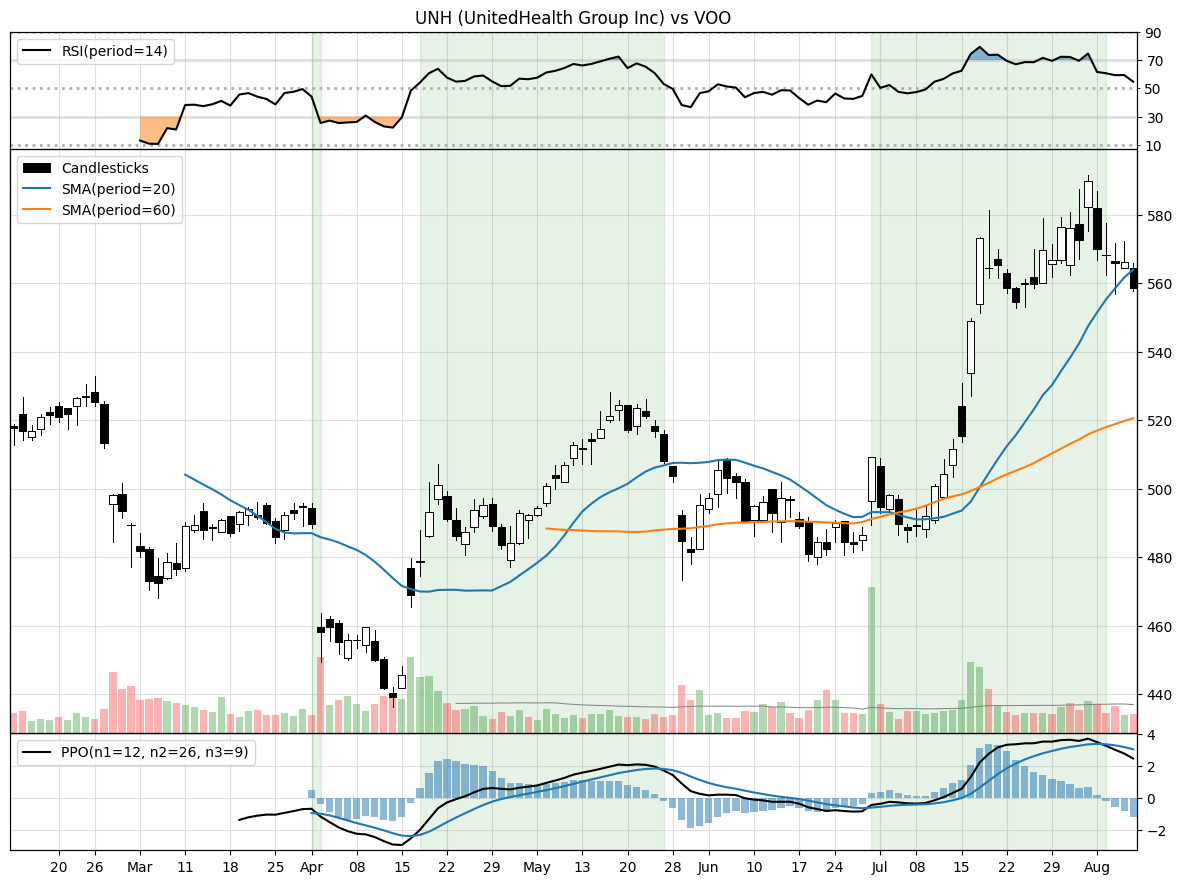 UNH (UnitedHealth Group Inc) vs VOO
RSI(period=14)
90
70
50
30
10
Candlesticks
SMA(period=20)
SMA(period=60)
580
560
540
520
500
480
460
440
PPO(n1=12, n2=26, n3=9)
4
2
0
−2
20 26 Mar 11 18 25 Apr 08 15 22 29 May 13 20 28 Jun 10 17 24 Jul 08 15 22 29 Aug